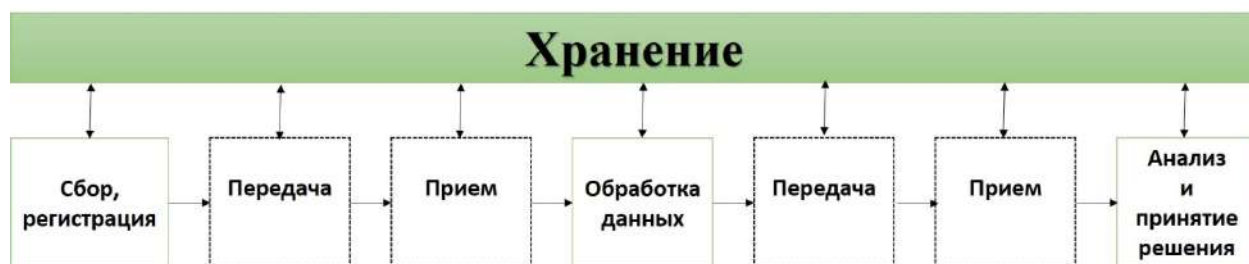 Хранение
Сбор,
регистрация
Передача
Прием
Обработка
данных
Передача
Прием
Анализ
и
принятие
решения